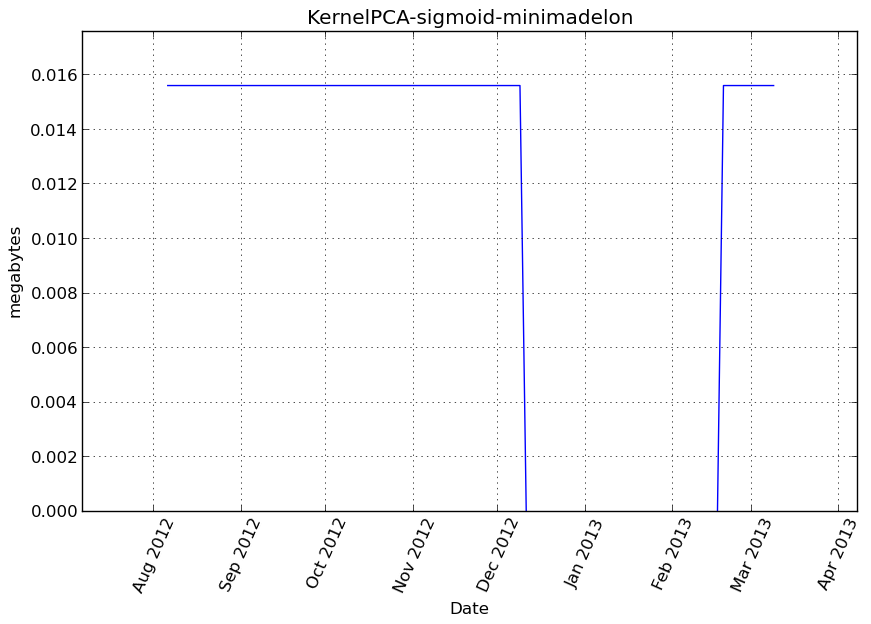 KernelPCA-sigmoid-minimadelon
megabytes
0.016
0.014
0.012
0.010
0.008
0.006
0.004
0.002
0.000
Aug 2012
Sep 2012
Oct 2012
Nov 2012
Dec 2012
Jan 2013
Feb 2013
Mar 2013
Apr 2013
Date